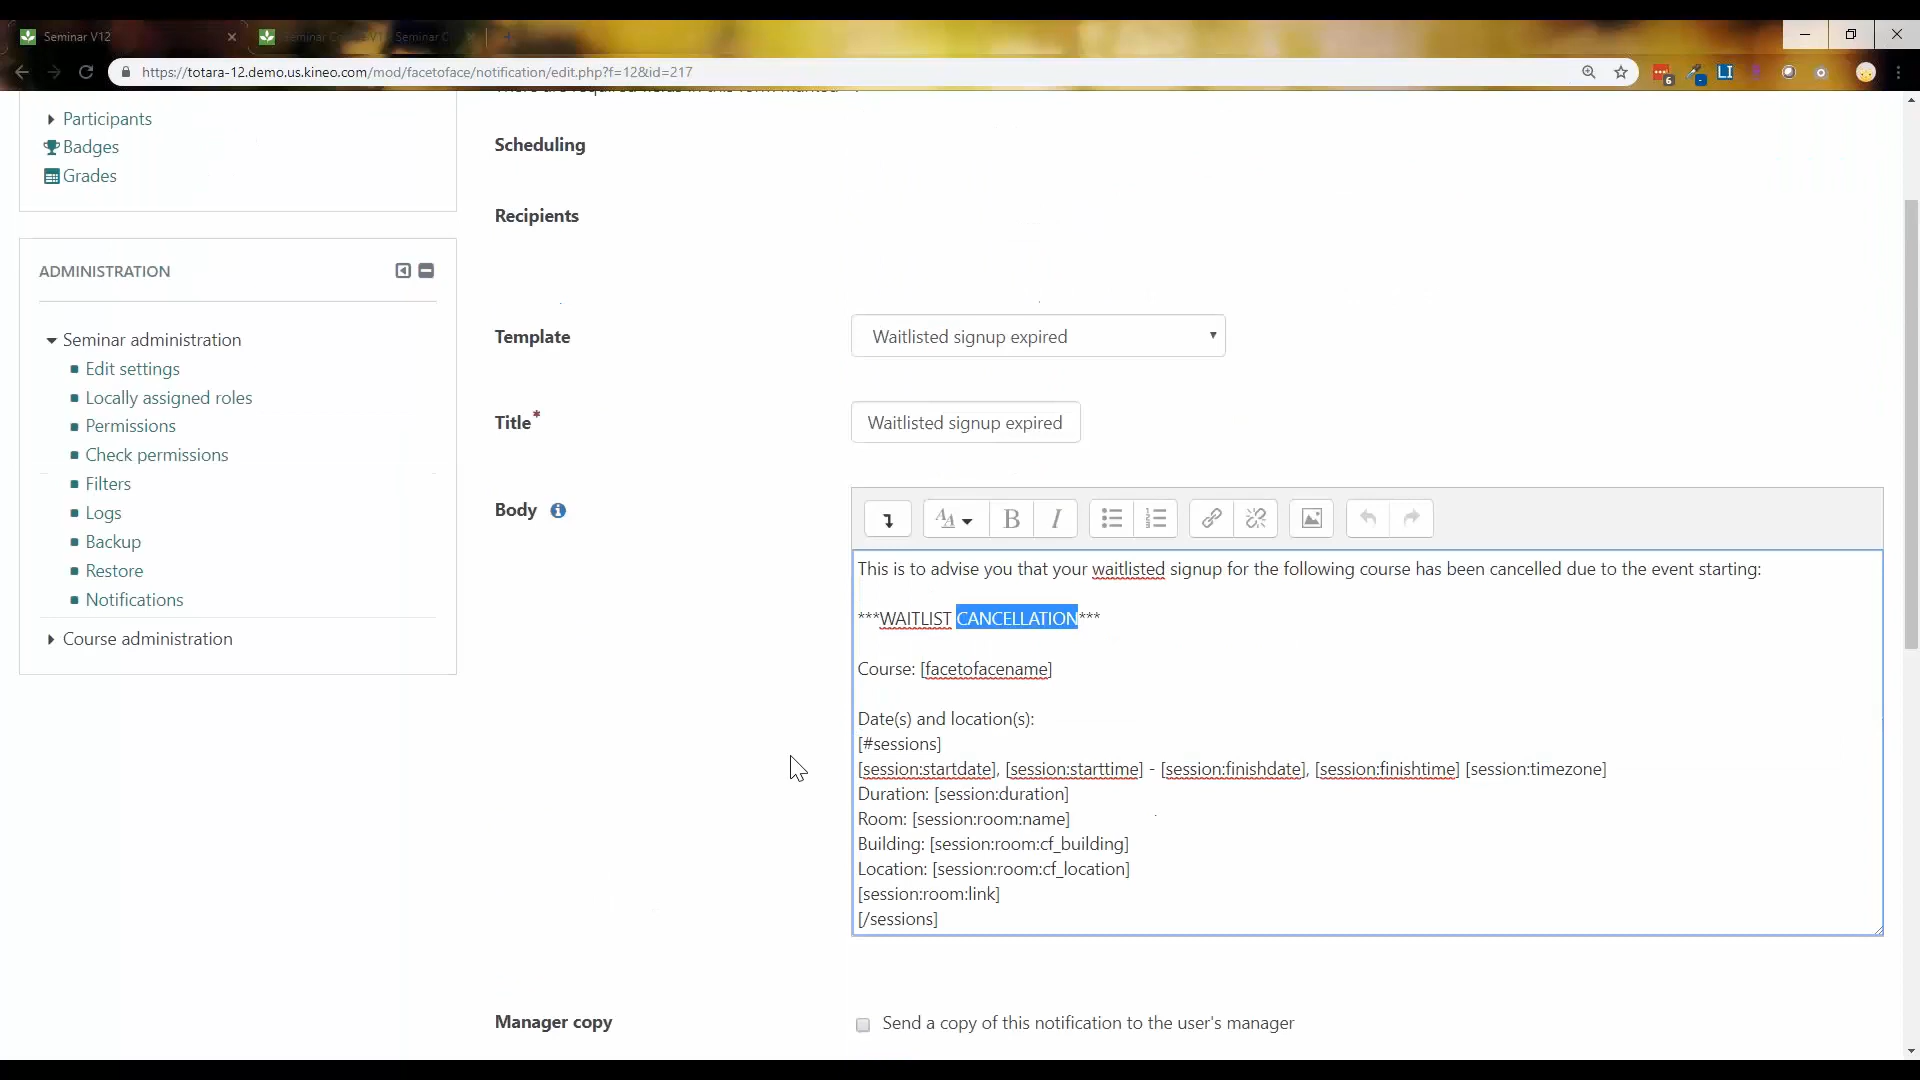 Seminar V12
Seminar
https://totara-12.demo.us.kineo.com/mod/facetoface/notification/edit.php?f=12&id=217
6
LI
Participants
Badges
Grades
ADMINISTRATION
Seminar administration
Edit settings
Locally assigned roles
Permissions
Check permissions
Filters
Logs
Backup
Restore
Notifications
Course administration
Scheduling
Recipients
Template
Waitlisted signup expired
Title*
Waitlisted signup expired
Body
This is to advise you that your waitlisted signup for the following course has been cancelled due to the event starting:
***WAITLIST CANCELLATION***
Course: [facetofacename]
Date(s) and location(s):
[#sessions]
[session:startdate], [session:starttime] - [session:finishdate], [session:finishtime] [session:timezone]
Duration: [session:duration]
Room: [session:room:name]
Building: [session:room:cf_building]
Location: [session:room:cf_location]
[session:room:link]
[/sessions]
Manager copy
Send a copy of this notification to the user's manager